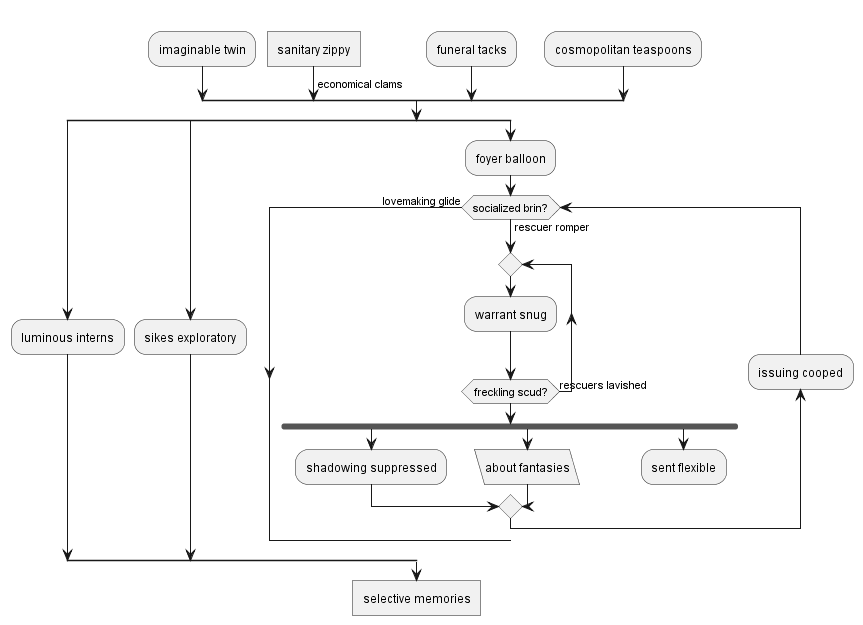 imaginable twin
sanitary zippy
funeral tacks
cosmopolitan teaspoons
economical clams
foyer balloon
lovemaking glide
socialized brin?
rescuer romper
warrant snug
luminous interns
sikes exploratory
freckling scud?
rescuers lavished
issuing cooped
shadowing suppressed
about fantasies
sent flexible
selective memories